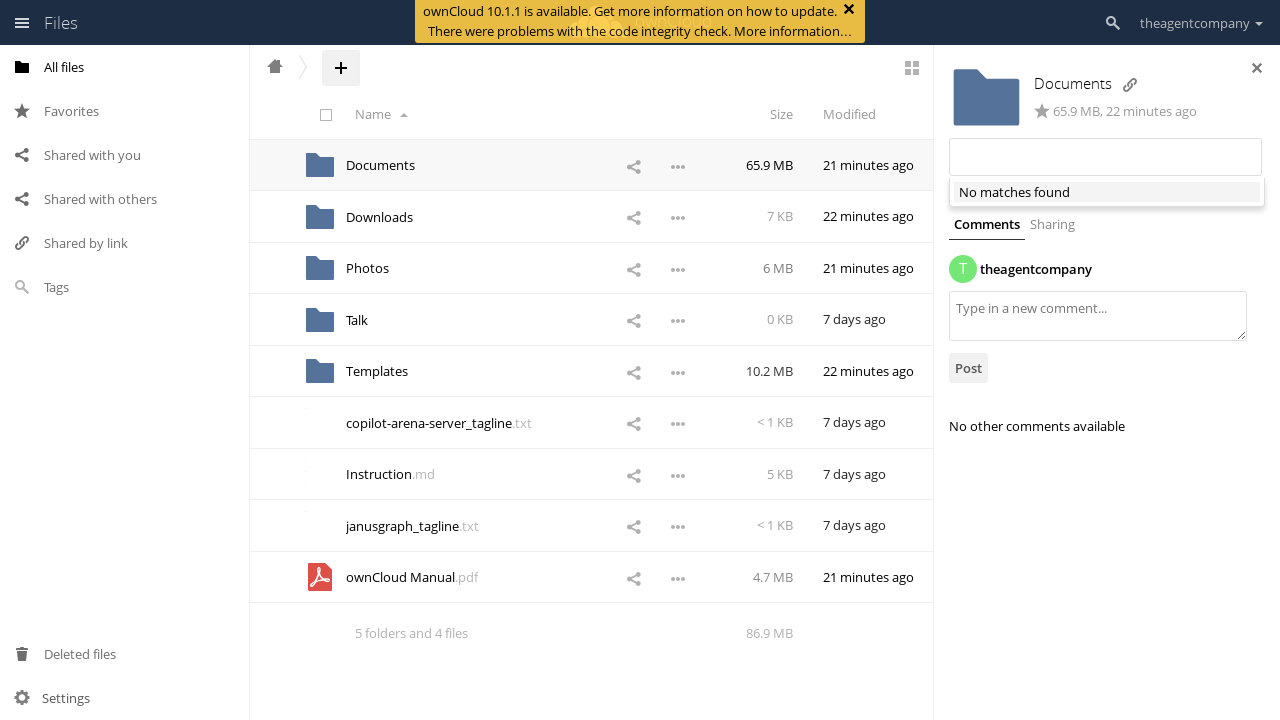 Files
ownCloud 10.1.1 is available. Get more information on how to update.
There were problems with the code integrity check. More information…
theagentcompany
All files
Favorites
Shared with you
Shared with others
Shared by link
Tags
Deleted files
Settings
Name Size Modified
Documents 65.9 MB 21 minutes ago
Downloads 7 KB 22 minutes ago
Photos 6 MB 21 minutes ago
Talk 0 KB 7 days ago
Templates 10.2 MB 22 minutes ago
copilot-arena-server_tagline.txt < 1 KB 7 days ago
Instruction.md 5 KB 7 days ago
janusgraph_tagline.txt < 1 KB 7 days ago
ownCloud Manual.pdf 4.7 MB 21 minutes ago
5 folders and 4 files 86.9 MB
Documents
65.9 MB, 22 minutes ago
No matches found
Comments Sharing
T theagentcompany
Type in a new comment...
Post
No other comments available